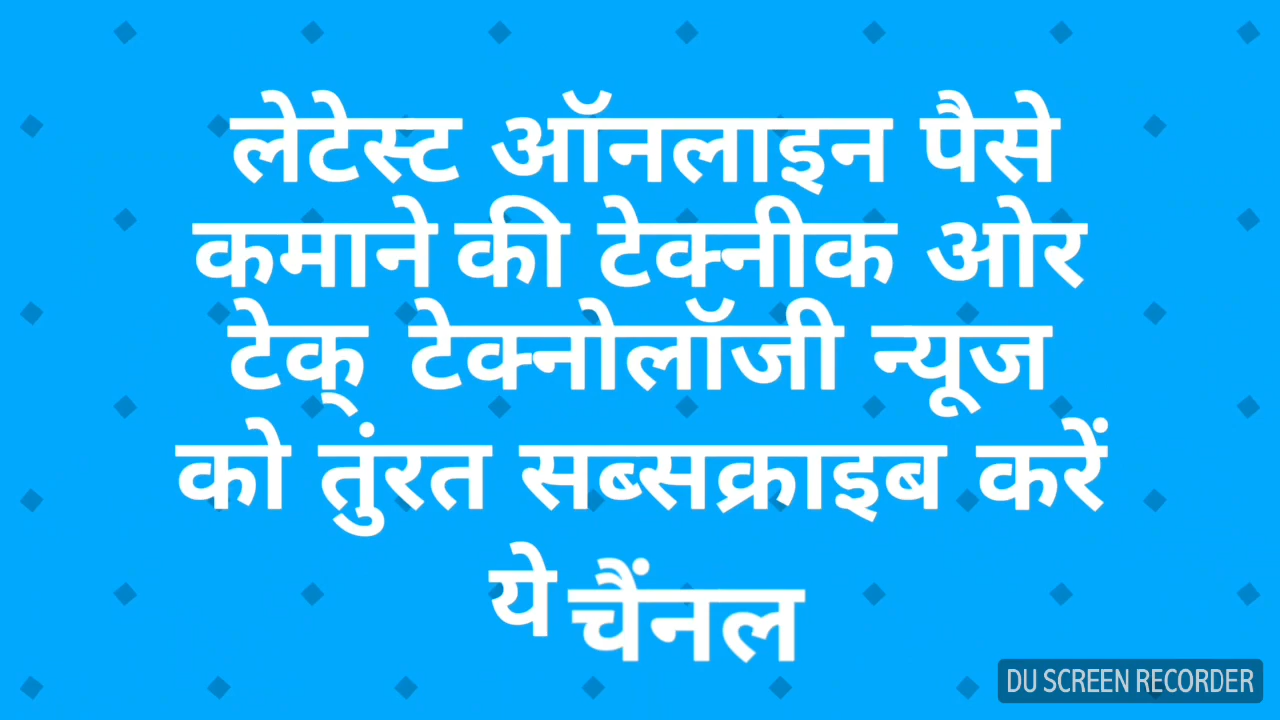 लेटेस्ट ऑनलाइन पैसे
कमाने की टेक्नीक ओर
टेक् टेक्नोलॉजी न्यूज
को तुंरत सब्सक्राइब करें
ये चैंनल
DU SCREEN RECORDER